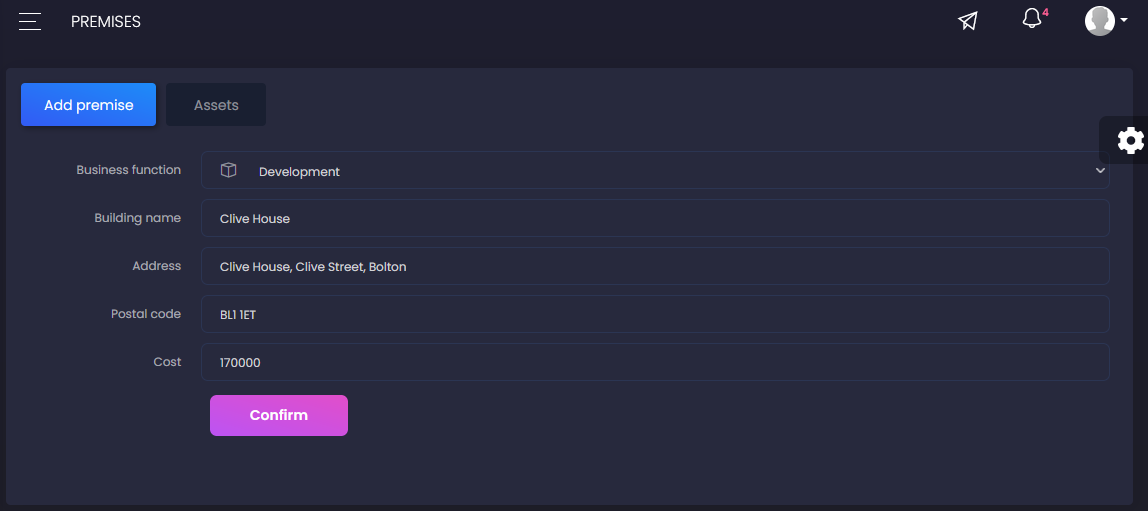 PREMISES
4
Add premise
Assets
Business function
Development
Building name
Clive House
Address
Clive House, Clive Street, Bolton
Postal code
BL1 1ET
Cost
170000
Confirm